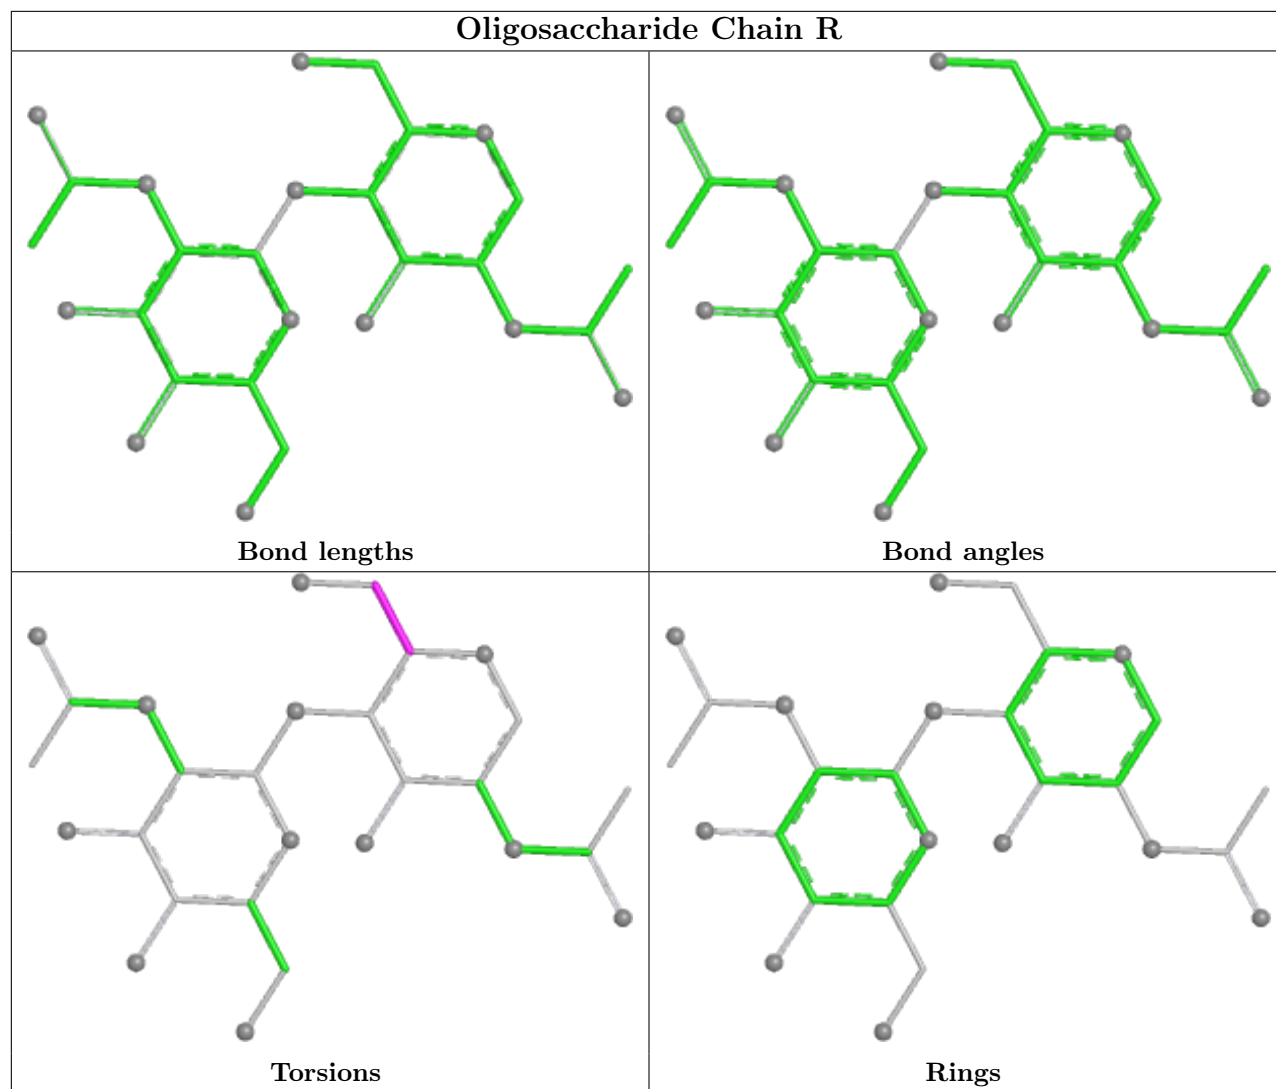 Oligosaccharide Chain R
Bond lengths
Bond angles
Torsions
Rings